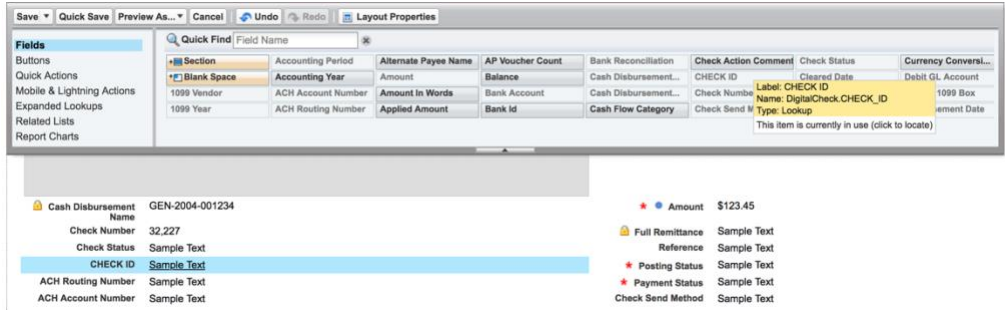 Save Quick Save Preview As... Cancel Undo Redo Layout Properties
Fields
Buttons
Quick Actions
Mobile & Lightning Actions
Expanded Lookups
Related Lists
Report Charts
Quick Find Field Name
Section Accounting Period Alternate Payee Name AP Voucher Count Bank Reconciliation Check Action Comment Check Status Currency Conversi...
Blank Space Accounting Year Amount Balance Cash Disbursement... CHECK ID Cleared Date Debit GL Account
1099 Vendor ACH Account Number Amount In Words Bank Account Cash Disbursement... Check Numbe 1099 Box
1099 Year ACH Routing Number Applied Amount Bank Id Cash Flow Category Check Send M ement Date
Label: CHECK ID
Name: DigitalCheck.CHECK_ID
Type: Lookup
This item is currently in use (click to locate)
Cash Disbursement Name GEN-2004-001234
Check Number 32,227
Check Status Sample Text
CHECK ID Sample Text
ACH Routing Number Sample Text
ACH Account Number Sample Text
Amount $123.45
Full Remittance Sample Text
Reference Sample Text
Posting Status Sample Text
Payment Status Sample Text
Check Send Method Sample Text